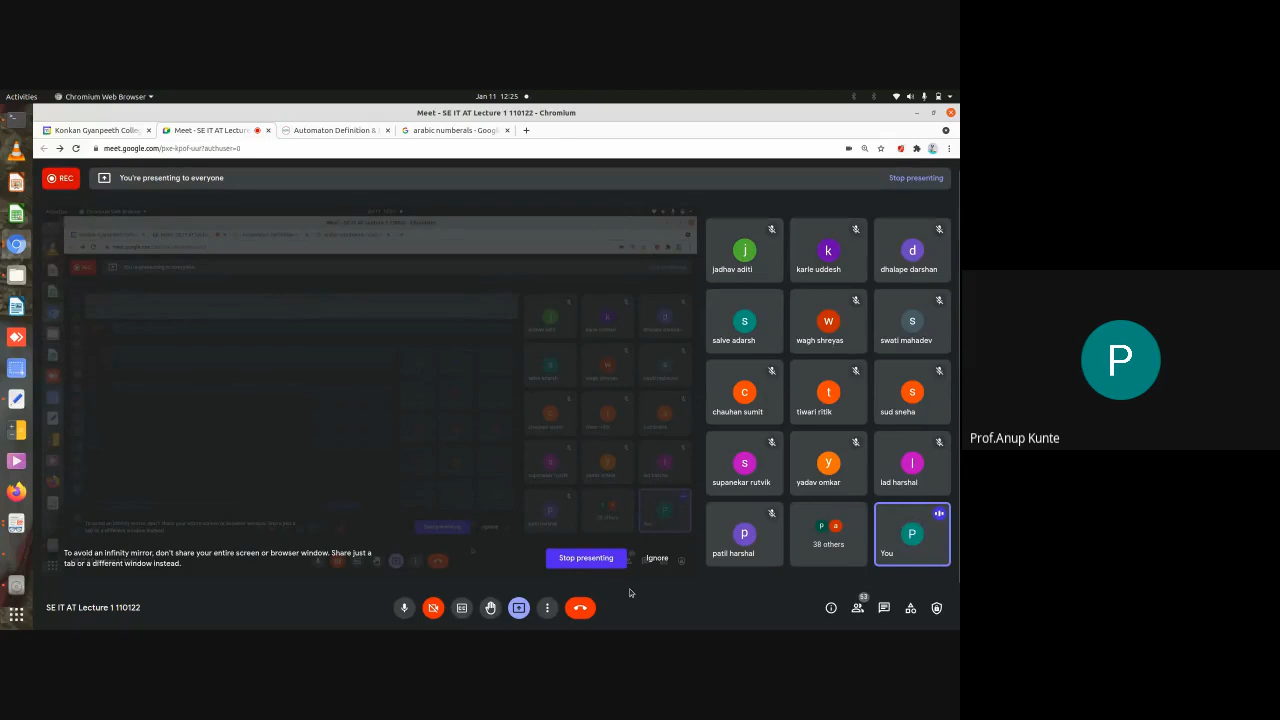 Activities
Chromium Web Browser
Jan 11 12:25
Meet - SE IT AT Lecture 1 110122 - Chromium
Konkan Gyanpeeth Colle
Meet - SE IT AT Lecture
Automaton Definition &
arabic numberals - Goog
meet.google.com/pxe-kpof-uur?authuser=0
REC
You're presenting to everyone
Stop presenting
jadhav aditi
karle uddesh
dhalape darshan
salve adarsh
wagh shreyas
swati mahadev
chauhan sumit
tiwari ritik
sud sneha
supanekar rutvik
yadav omkar
lad harshal
patil harshal
38 others
You
To avoid an infinity mirror, don't share your entire screen or browser window. Share just a
tab or a different window instead.
Stop presenting
Ignore
SE IT AT Lecture 1 110122
53
P
Prof.Anup Kunte